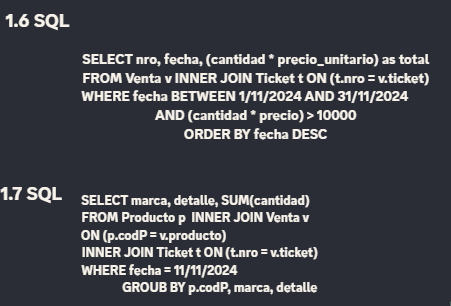 1.6 SQL
SELECT nro, fecha, (cantidad * precio_unitario) as total
FROM Venta v INNER JOIN Ticket t ON (t.nro = v.ticket)
WHERE fecha BETWEEN 1/11/2024 AND 31/11/2024
AND (cantidad * precio) > 10000
ORDER BY fecha DESC
1.7 SQL
SELECT marca, detalle, SUM(cantidad)
FROM Producto p INNER JOIN Venta v
ON (p.codP = v.producto)
INNER JOIN Ticket t ON (t.nro = v.ticket)
WHERE fecha = 11/11/2024
GROUB BY p.codP, marca, detalle